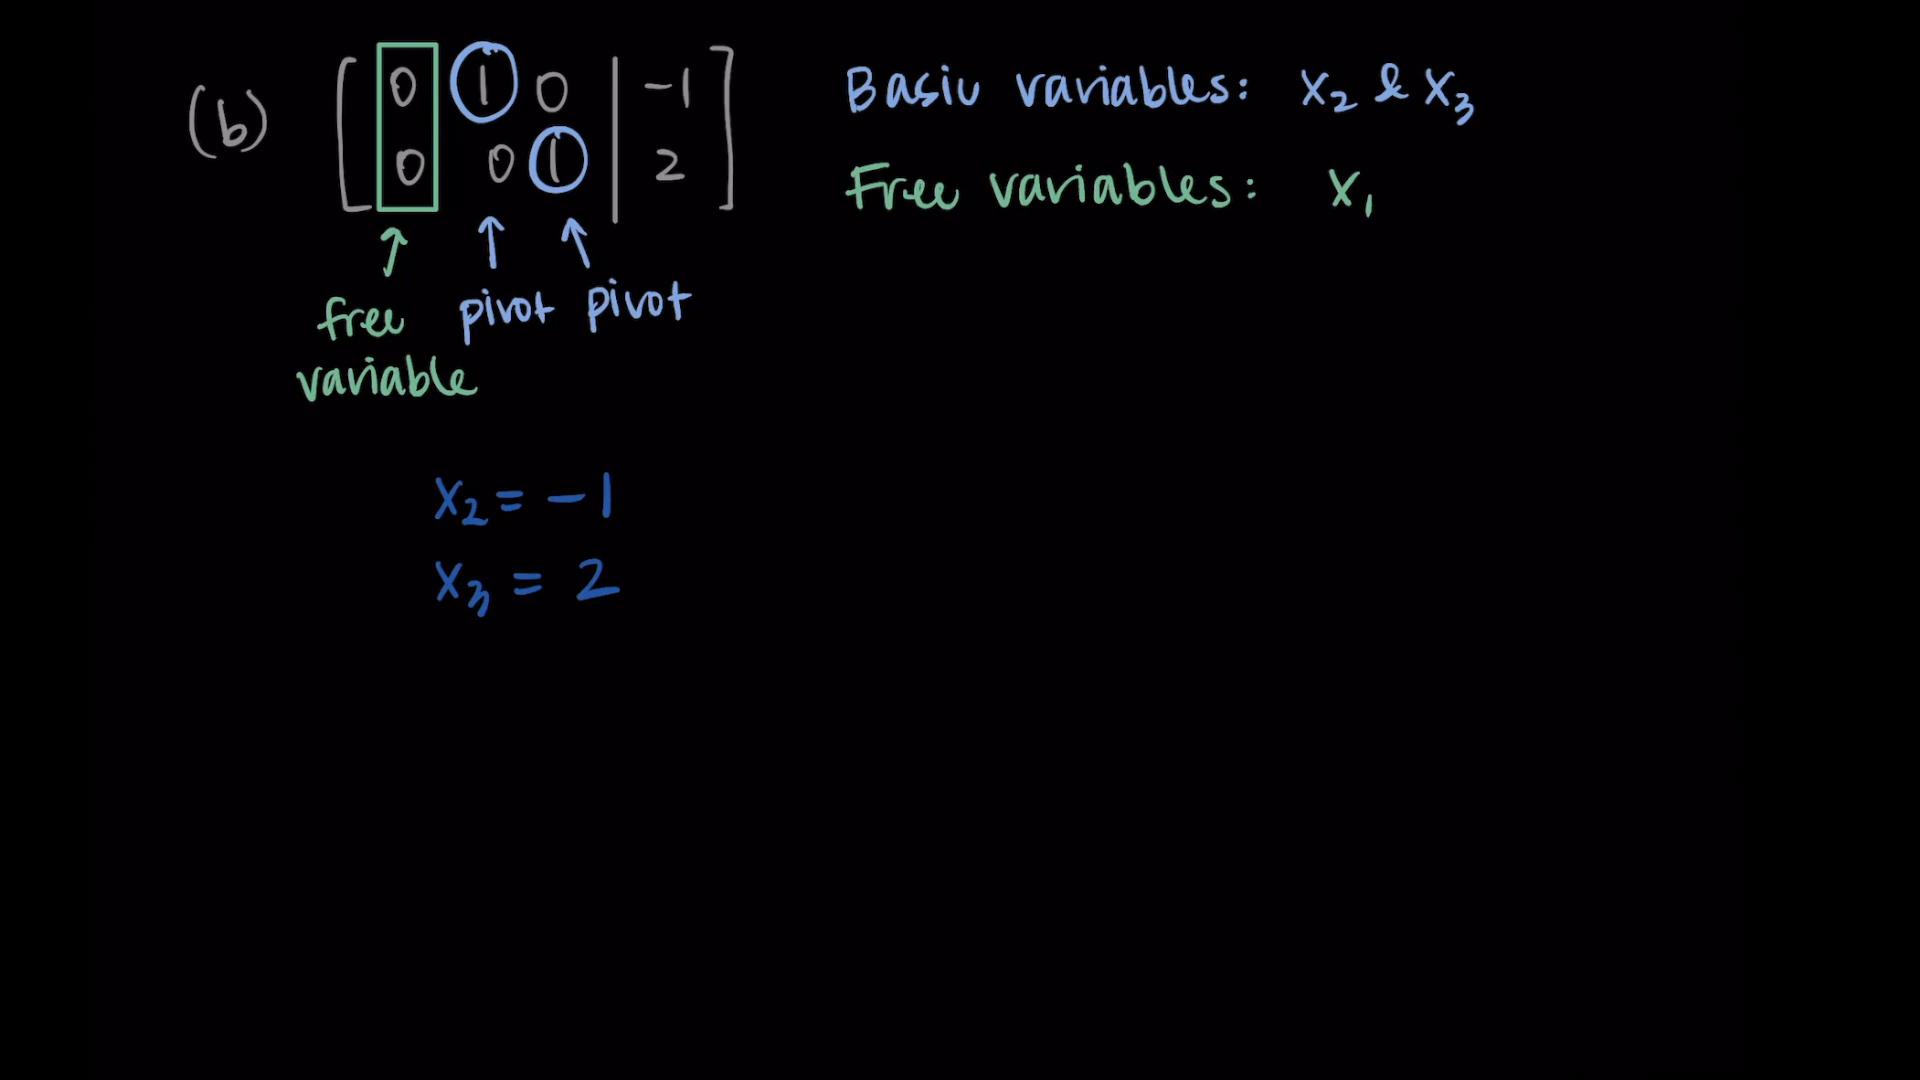 (b) [ 0 1 0 | -1 ]
[ 0 0 1 | 2 ]
Basic variables: x₂ & x₃
Free variables: x₁
free variable
pivot pivot
x₂ = -1
x₃ = 2